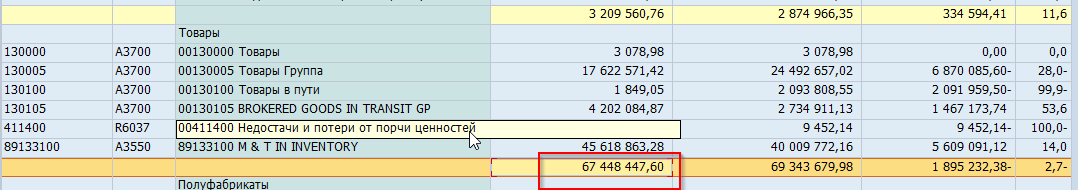 3 209 560,76 2 874 966,35 334 594,41 11,6
Товары
130000 A3700 00130000 Товары 3 078,98 3 078,98 0,00 0,0
130005 A3700 00130005 Товары Группа 17 622 571,42 24 492 657,02 6 870 085,60- 28,0-
130100 A3700 00130100 Товары в пути 1 849,05 2 093 808,55 2 091 959,50- 99,9-
130105 A3700 00130105 BROKERED GOODS IN TRANSIT GP 4 202 084,87 2 734 911,13 1 467 173,74 53,6
411400 R6037 00411400 Недостачи и потери от порчи ценностей 9 452,14 9 452,14- 100,0-
89133100 A3550 89133100 M & T IN INVENTORY 45 618 863,28 40 009 772,16 5 609 091,12 14,0
67 448 447,60 69 343 679,98 1 895 232,38- 2,7-
Полуфабрикаты